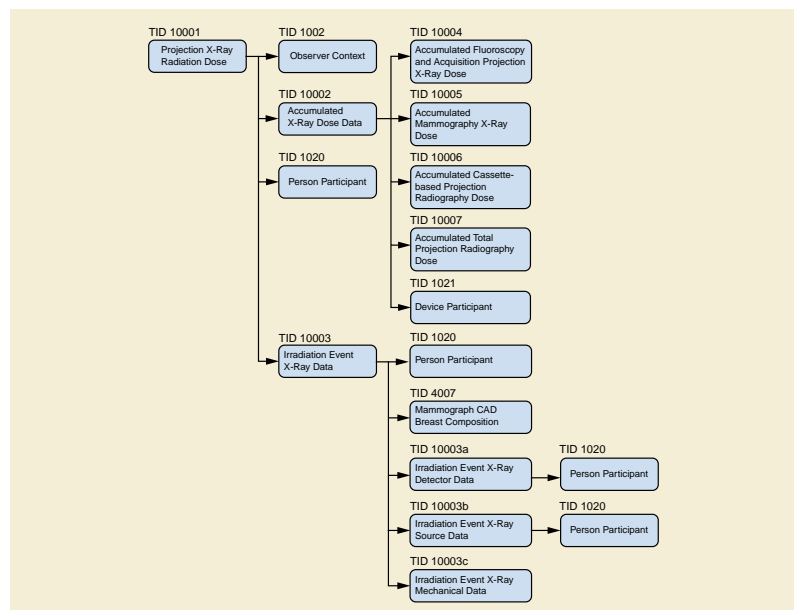 TID 10001
Projection X-Ray
Radiation Dose
TID 1002
Observer Context
TID 10002
Accumulated
X-Ray Dose Data
TID 1020
Person Participant
TID 10003
Irradiation Event
X-Ray Data
TID 10004
Accumulated Fluoroscopy
and Acquisition Projection
X-Ray Dose
TID 10005
Accumulated
Mammography X-Ray
Dose
TID 10006
Accumulated Cassette-
based Projection
Radiography Dose
TID 10007
Accumulated Total
Projection Radiography
Dose
TID 1021
Device Participant
TID 1020
Person Participant
TID 4007
Mammograph CAD
Breast Composition
TID 10003a
Irradiation Event X-Ray
Detector Data
TID 1020
Person Participant
TID 10003b
Irradiation Event X-Ray
Source Data
TID 1020
Person Participant
TID 10003c
Irradiation Event X-Ray
Mechanical Data